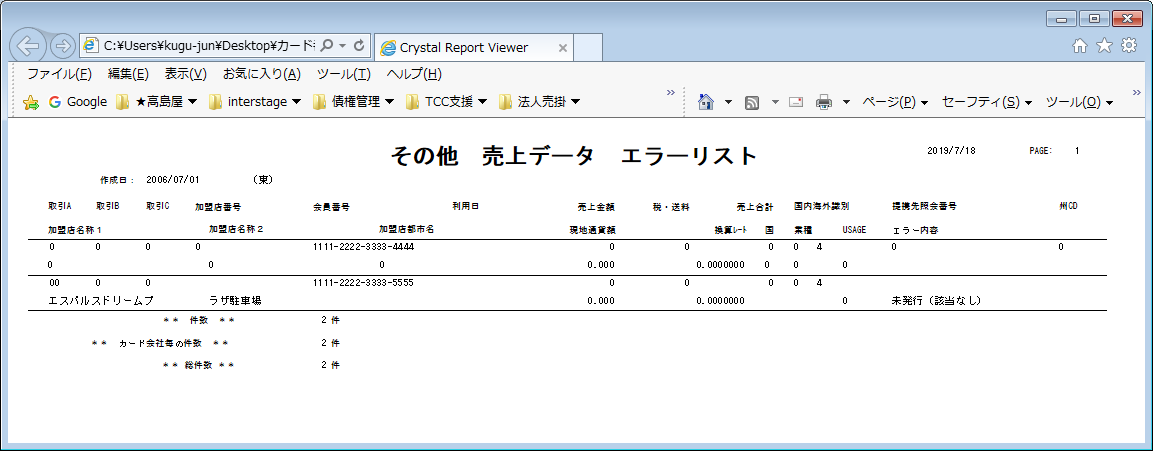 C:¥Users¥kugu-jun¥Desktop¥カード
Crystal Report Viewer
ファイル(F) 編集(E) 表示(V) お気に入り(A) ツール(T) ヘルプ(H)
Google ★高島屋 interstage 債権管理 TCC支援 法人売掛 » ページ(P) セーフティ(S) ツール(O) »
その他 売上データ エラーリスト 2019/7/18 PAGE: 1
作成日: 2006/07/01 (東)
取引A 取引B 取引C 加盟店番号 会員番号 利用日 売上金額 税・送料 売上合計 国内海外識別 提携先照会番号 州CD
加盟店名称1 加盟店名称2 加盟店都市名 現地通貨額 換算レート 国 業種 USAGE エラー内容
0 0 0 0 1111-2222-3333-4444 0 0 0 0 4 0 0
0 0 0 0.000 0.0000000 0 0 0
00 0 0 1111-2222-3333-5555 0 0 0 0 4
エスパルスドリームプ ラザ駐車場 0.000 0.0000000 0 未発行(該当なし)
** 件数 ** 2 件
** カード会社毎の件数 ** 2 件
** 総件数 ** 2 件